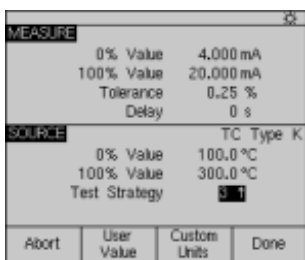 MEASURE
0% Value 4.000 mA
100% Value 20.000 mA
Tolerance 0.25 %
Delay 0 s
SOURCE TC Type K
0% Value 100.0 °C
100% Value 300.0 °C
Test Strategy 3 ↑
Abort User Value Custom Units Done